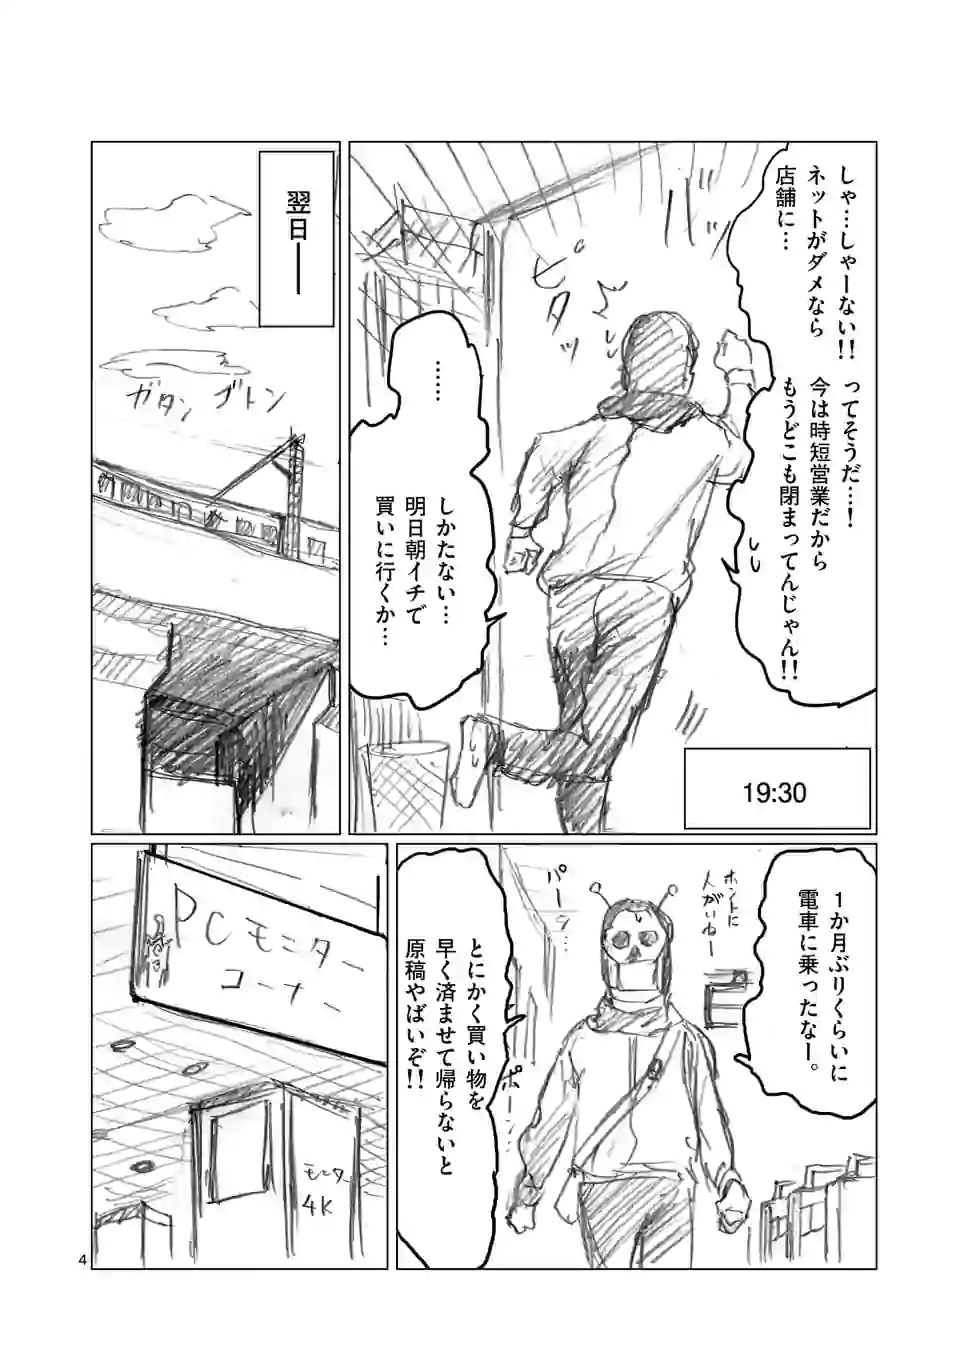 しゃ…しゃーない!!
ネットがダメなら
店舗に…
ってそうだ…!
今は時短営業だから
もうどこも閉まってんじゃん!!
ピタッ
……
しかたない…
明日朝イチで
買いに行くか…
19:30
翌日――
ガタン ゴトン
1か月ぶりくらいに
電車に乗ったなー。
ホントに
人がいねー
パーラ…
ポーン…
とにかく買い物を
早く済ませて帰らないと
原稿やばいぞ!!
PCモニター
コーナー
モニター
4K
4